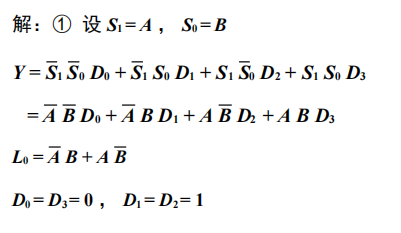 解：① 设 S₁=A ， S₀=B
Y = S̅₁ S̅₀ D₀ + S̅₁ S₀ D₁ + S₁ S̅₀ D₂ + S₁ S₀ D₃
= A̅ B̅ D₀ + A̅ B D₁ + A B̅ D₂ + A B D₃
L₀ = A̅ B + A B̅
D₀ = D₃ = 0 ， D₁ = D₂ = 1